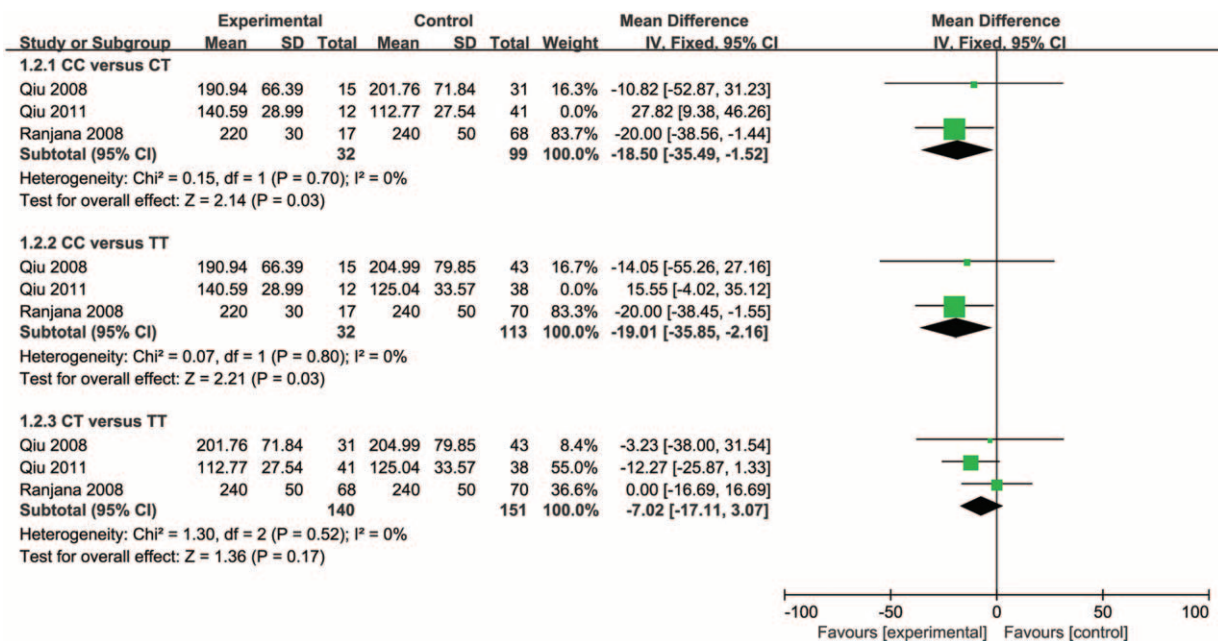 Experimental Control Mean Difference Mean Difference
Study or Subgroup Mean SD Total Mean SD Total Weight IV, Fixed, 95% CI IV, Fixed, 95% CI
1.2.1 CC versus CT
Qiu 2008 190.94 66.39 15 201.76 71.84 31 16.3% -10.82 [-52.87, 31.23]
Qiu 2011 140.59 28.99 12 112.77 27.54 41 0.0% 27.82 [9.38, 46.26]
Ranjana 2008 220 30 17 240 50 68 83.7% -20.00 [-38.56, -1.44]
Subtotal (95% CI) 32 99 100.0% -18.50 [-35.49, -1.52]
Heterogeneity: Chi² = 0.15, df = 1 (P = 0.70); I² = 0%
Test for overall effect: Z = 2.14 (P = 0.03)
1.2.2 CC versus TT
Qiu 2008 190.94 66.39 15 204.99 79.85 43 16.7% -14.05 [-55.26, 27.16]
Qiu 2011 140.59 28.99 12 125.04 33.57 38 0.0% 15.55 [-4.02, 35.12]
Ranjana 2008 220 30 17 240 50 70 83.3% -20.00 [-38.45, -1.55]
Subtotal (95% CI) 32 113 100.0% -19.01 [-35.85, -2.16]
Heterogeneity: Chi² = 0.07, df = 1 (P = 0.80); I² = 0%
Test for overall effect: Z = 2.21 (P = 0.03)
1.2.3 CT versus TT
Qiu 2008 201.76 71.84 31 204.99 79.85 43 8.4% -3.23 [-38.00, 31.54]
Qiu 2011 112.77 27.54 41 125.04 33.57 38 55.0% -12.27 [-25.87, 1.33]
Ranjana 2008 240 50 68 240 50 70 36.6% 0.00 [-16.69, 16.69]
Subtotal (95% CI) 140 151 100.0% -7.02 [-17.11, 3.07]
Heterogeneity: Chi² = 1.30, df = 2 (P = 0.52); I² = 0%
Test for overall effect: Z = 1.36 (P = 0.17)
-100 -50 0 50 100
Favours [experimental] Favours [control]